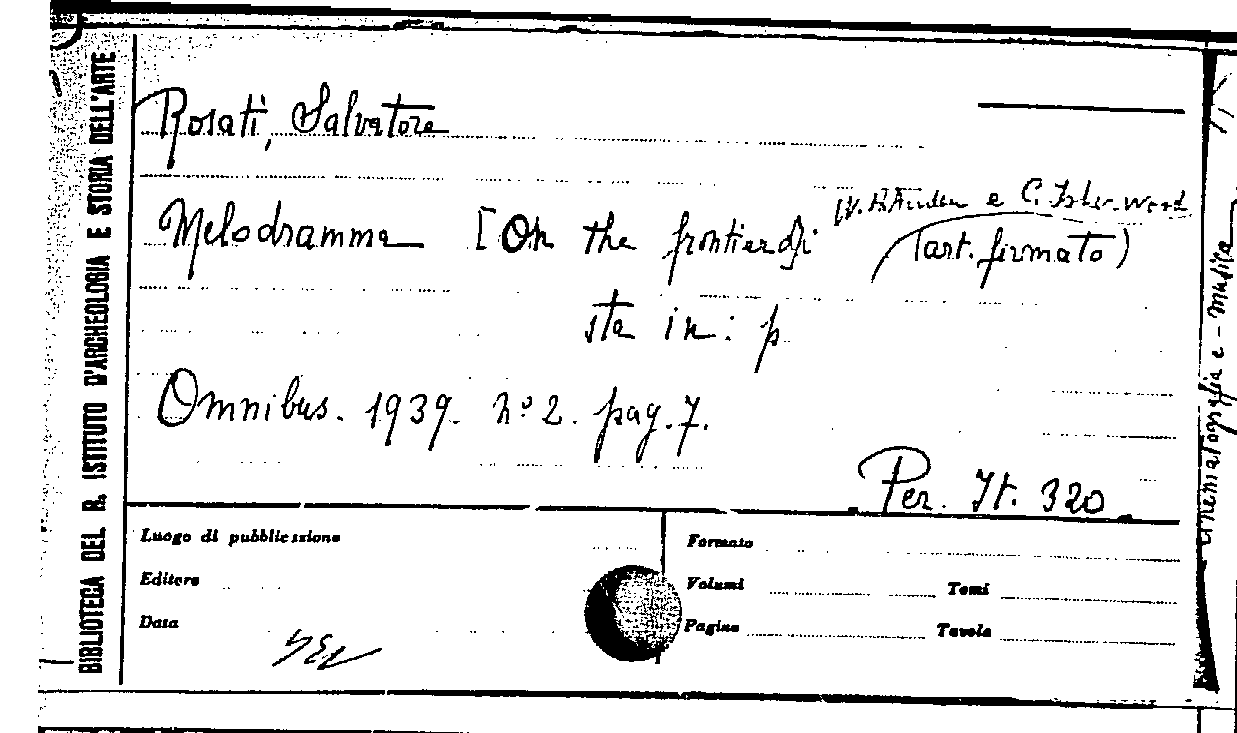 BIBLIOTECA DEL R. ISTITUTO D'ARCHEOLOGIA E STORIA DELL'ARTE
Rosati, Salvatore
Melodramma [On the frontier di W. H. Auden e C. Isherwood]
(art. firmato)
sta in:
Omnibus. 1939. n° 2. pag. 7.
Per. It. 320
Luogo di pubblicazione
Editore
Data
Formato
Volumi Tomi
Pagine Tavole
Cinematografia e - Musica